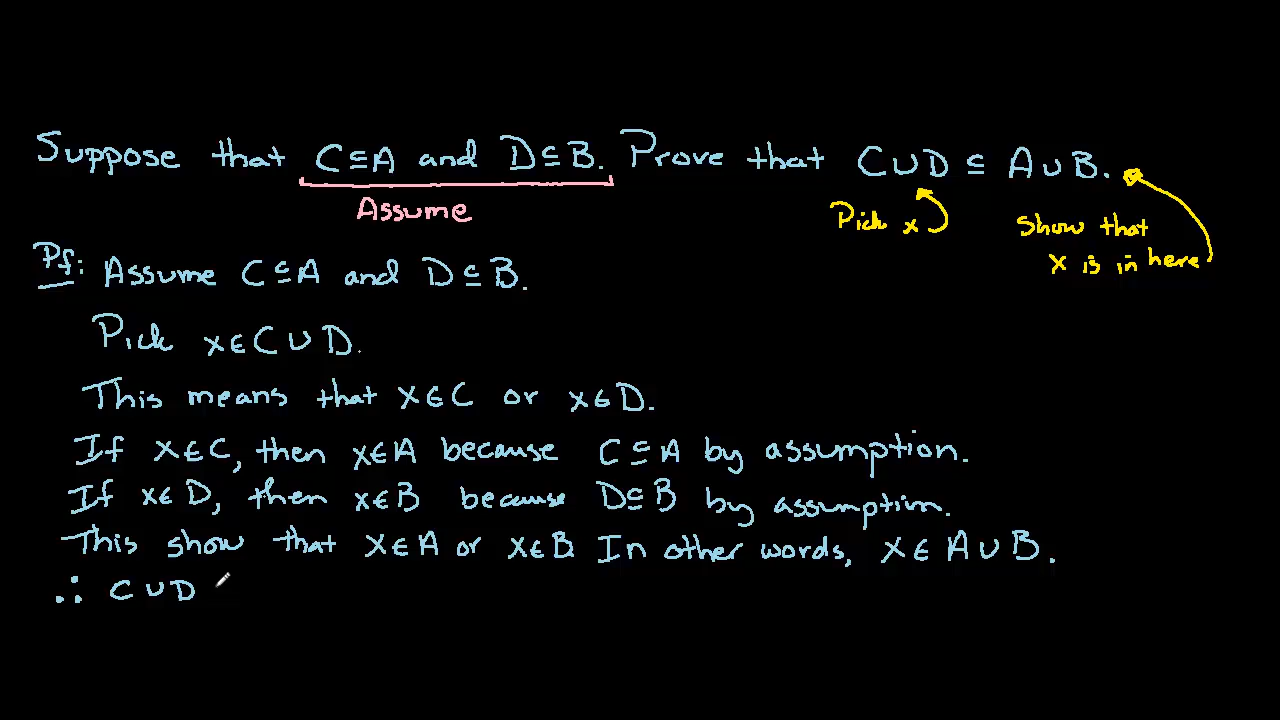 Suppose that C⊆A and D⊆B. Prove that C∪D ⊆ A∪B.
Assume
Pick x
Show that
x is in here
Pf: Assume C⊆A and D⊆B.
Pick x∈C∪D.
This means that x∈C or x∈D.
If x∈C, then x∈A because C⊆A by assumption.
If x∈D, then x∈B because D⊆B by assumption.
This show that x∈A or x∈B In other words, x∈A∪B.
∴ C∪D